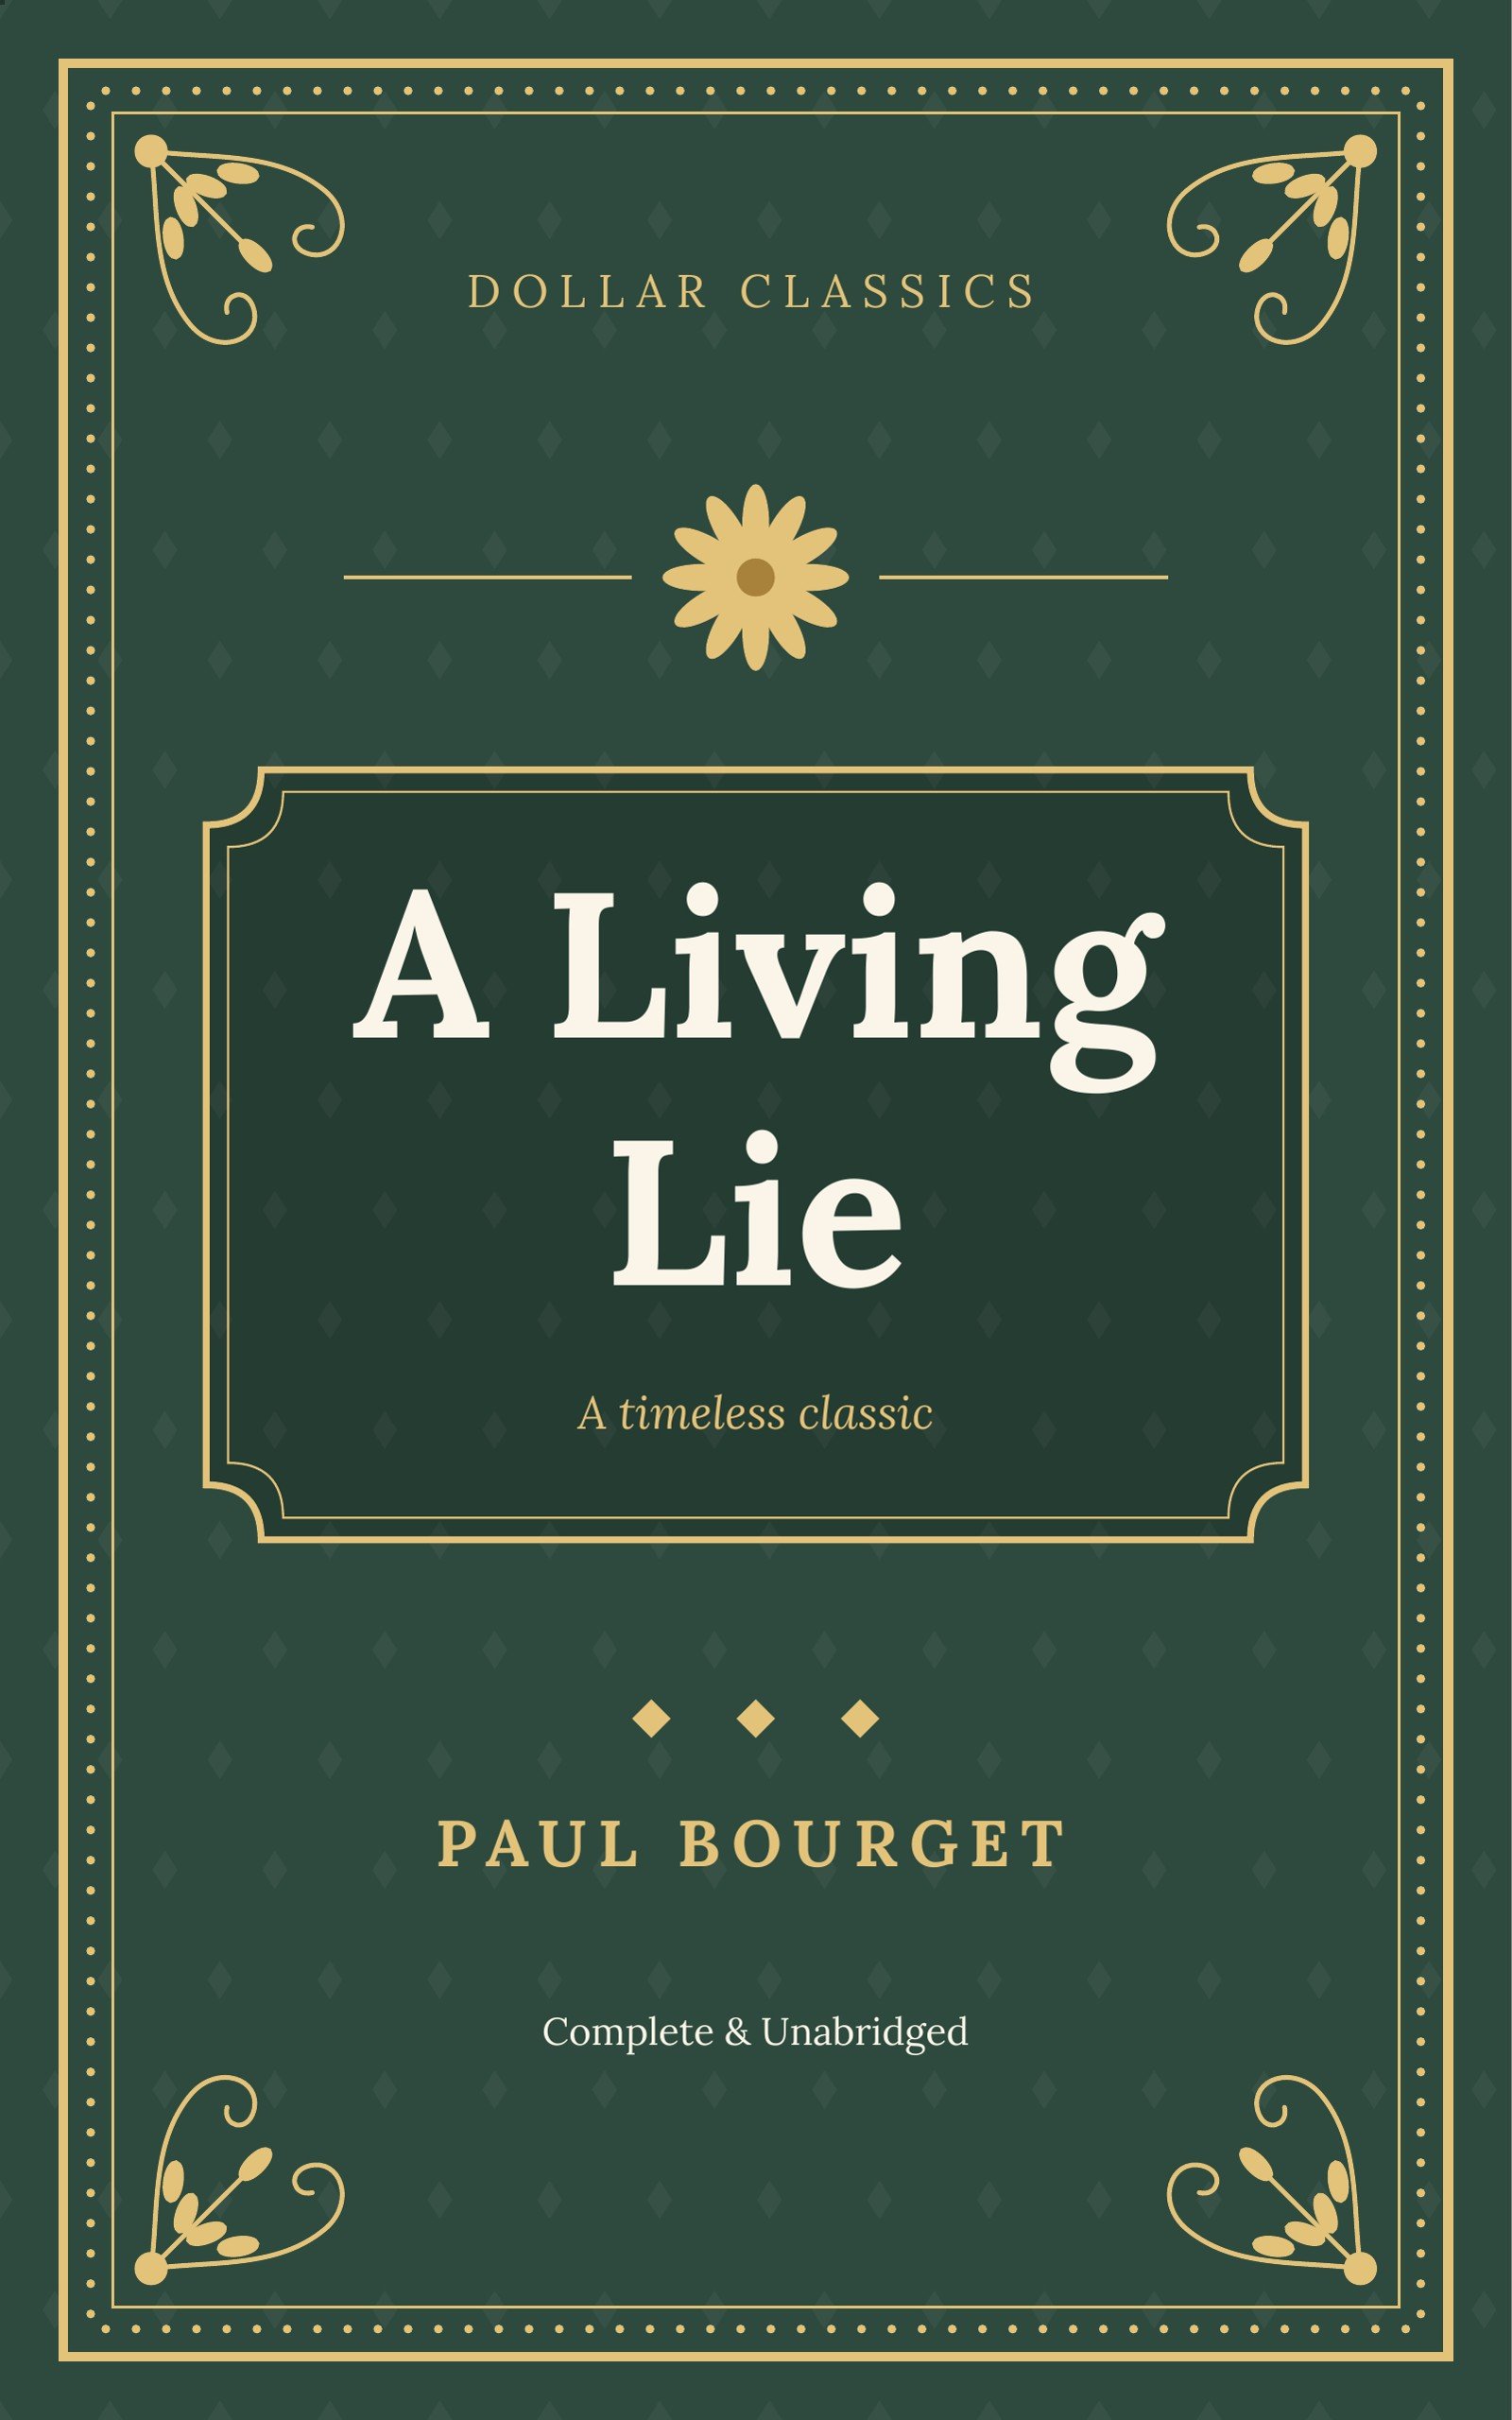 DOLLAR CLASSICS
A Living
Lie
A timeless classic
PAUL BOURGET
Complete & Unabridged